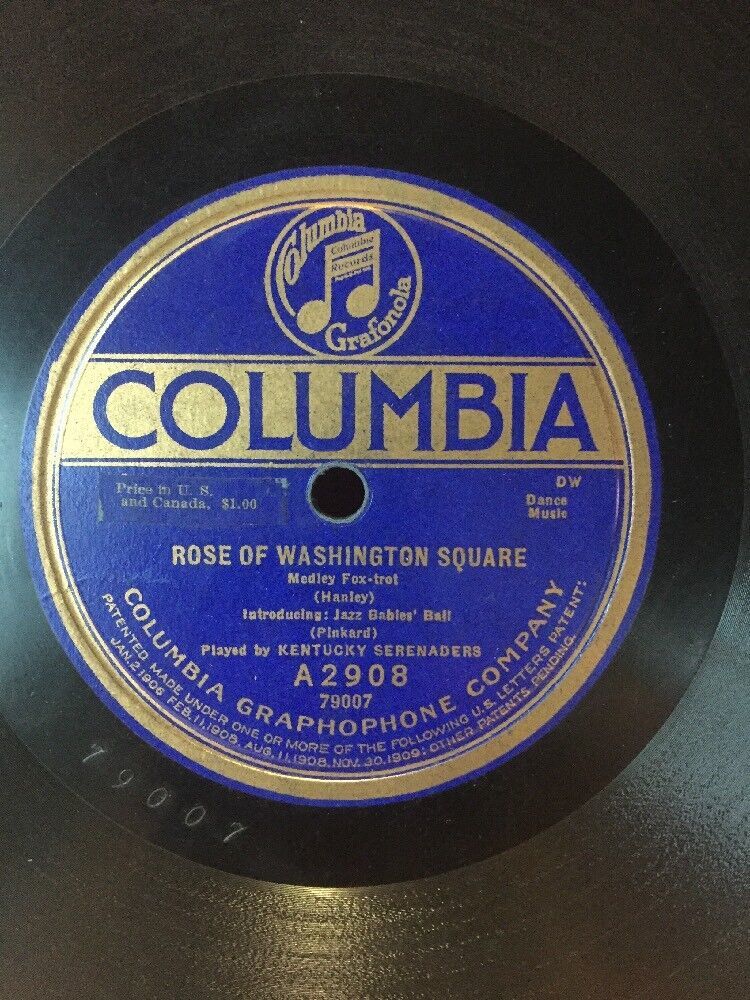 Columbia
Columbia
Records
Grafonola
COLUMBIA
Price in U. S.
and Canada, $1.00
DW
Dance
Music
ROSE OF WASHINGTON SQUARE
Medley Fox-trot
(Hanley)
Introducing: Jazz Babies' Ball
(Pinkard)
Played by KENTUCKY SERENADERS
A2908
79007
COLUMBIA GRAPHOPHONE COMPANY
PATENTED MADE UNDER ONE OR MORE OF THE FOLLOWING U.S. LETTERS PATENT:
JAN. 2, 1906, FEB. 11, 1908, AUG. 11, 1908, NOV. 30, 1909; OTHER PATENTS PENDING.
79007